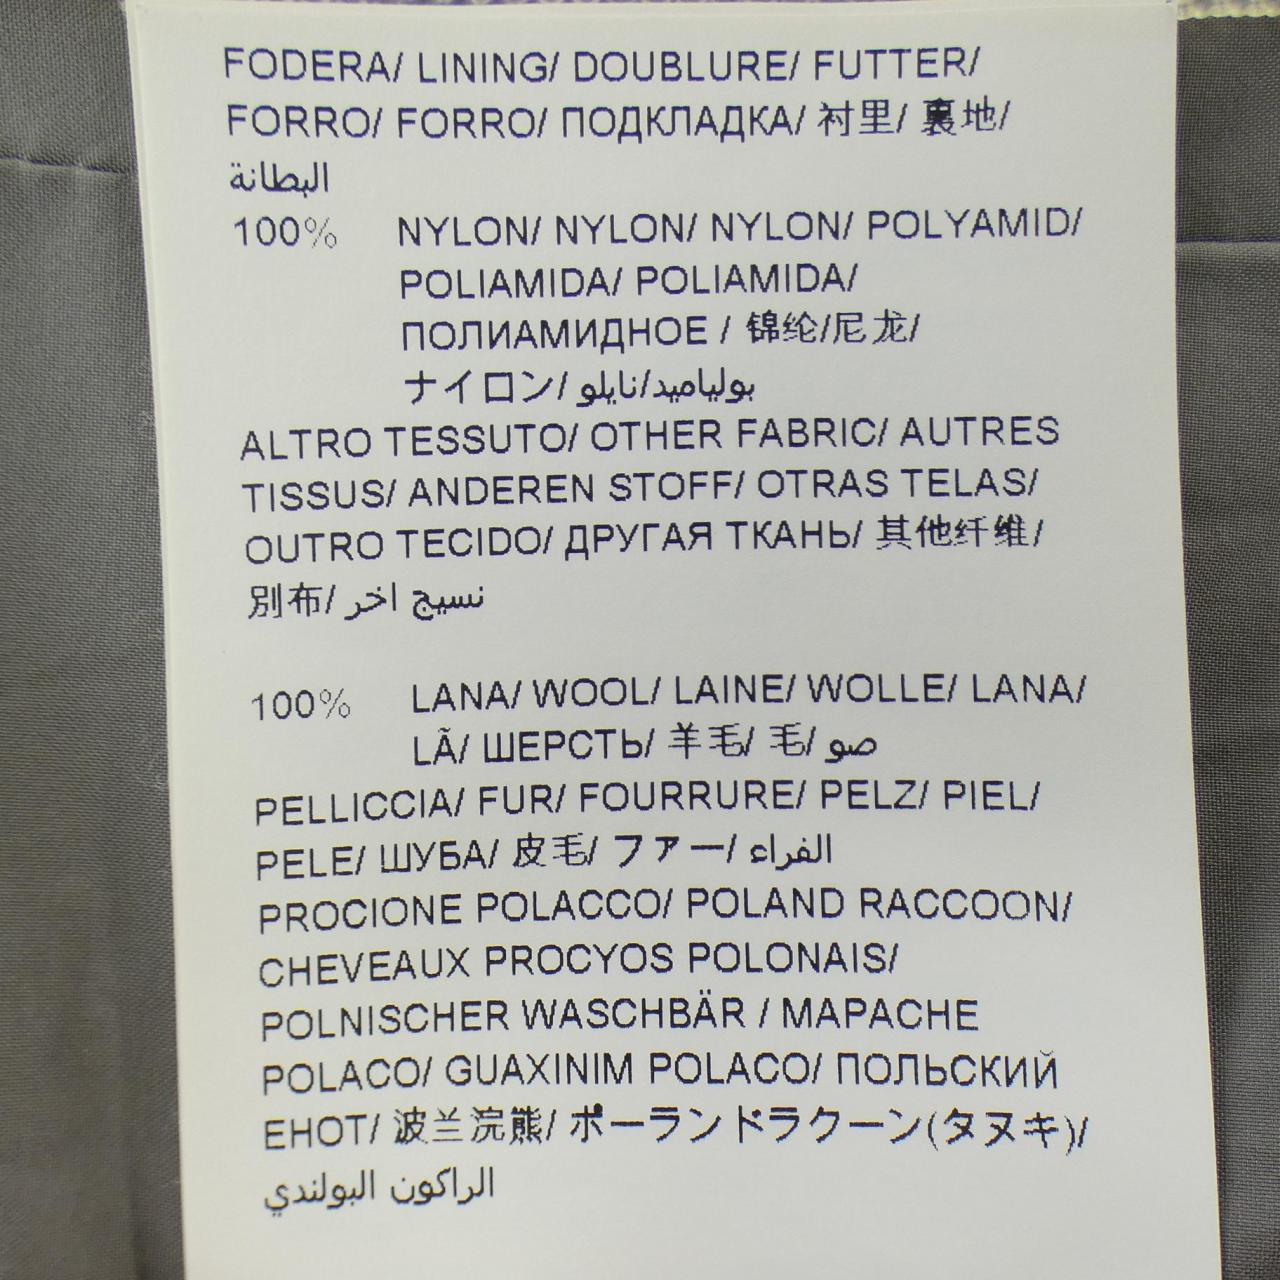 FODERA/ LINING/ DOUBLURE/ FUTTER/
FORRO/ FORRO/ ПОДКЛАДКА/ 衬里/ 裏地/
البطانة
100% NYLON/ NYLON/ NYLON/ POLYAMID/
POLIAMIDA/ POLIAMIDA/
ПОЛИАМИДНОЕ / 锦纶/尼龙/
ナイロン/ بولياميد/نايلو
ALTRO TESSUTO/ OTHER FABRIC/ AUTRES
TISSUS/ ANDEREN STOFF/ OTRAS TELAS/
OUTRO TECIDO/ ДРУГАЯ ТКАНЬ/ 其他纤维/
別布/ نسيج اخر
100% LANA/ WOOL/ LAINE/ WOLLE/ LANA/
LÃ/ ШЕРСТЬ/ 羊毛/ 毛/ صو
PELLICCIA/ FUR/ FOURRURE/ PELZ/ PIEL/
PELE/ ШУБА/ 皮毛/ ファー/ الفراء
PROCIONE POLACCO/ POLAND RACCOON/
CHEVEAUX PROCYOS POLONAIS/
POLNISCHER WASCHBÄR / MAPACHE
POLACO/ GUAXINIM POLACO/ ПОЛЬСКИЙ
ЕНОТ/ 波兰浣熊/ ポーランドラクーン(タヌキ)/
الراكون البولندي